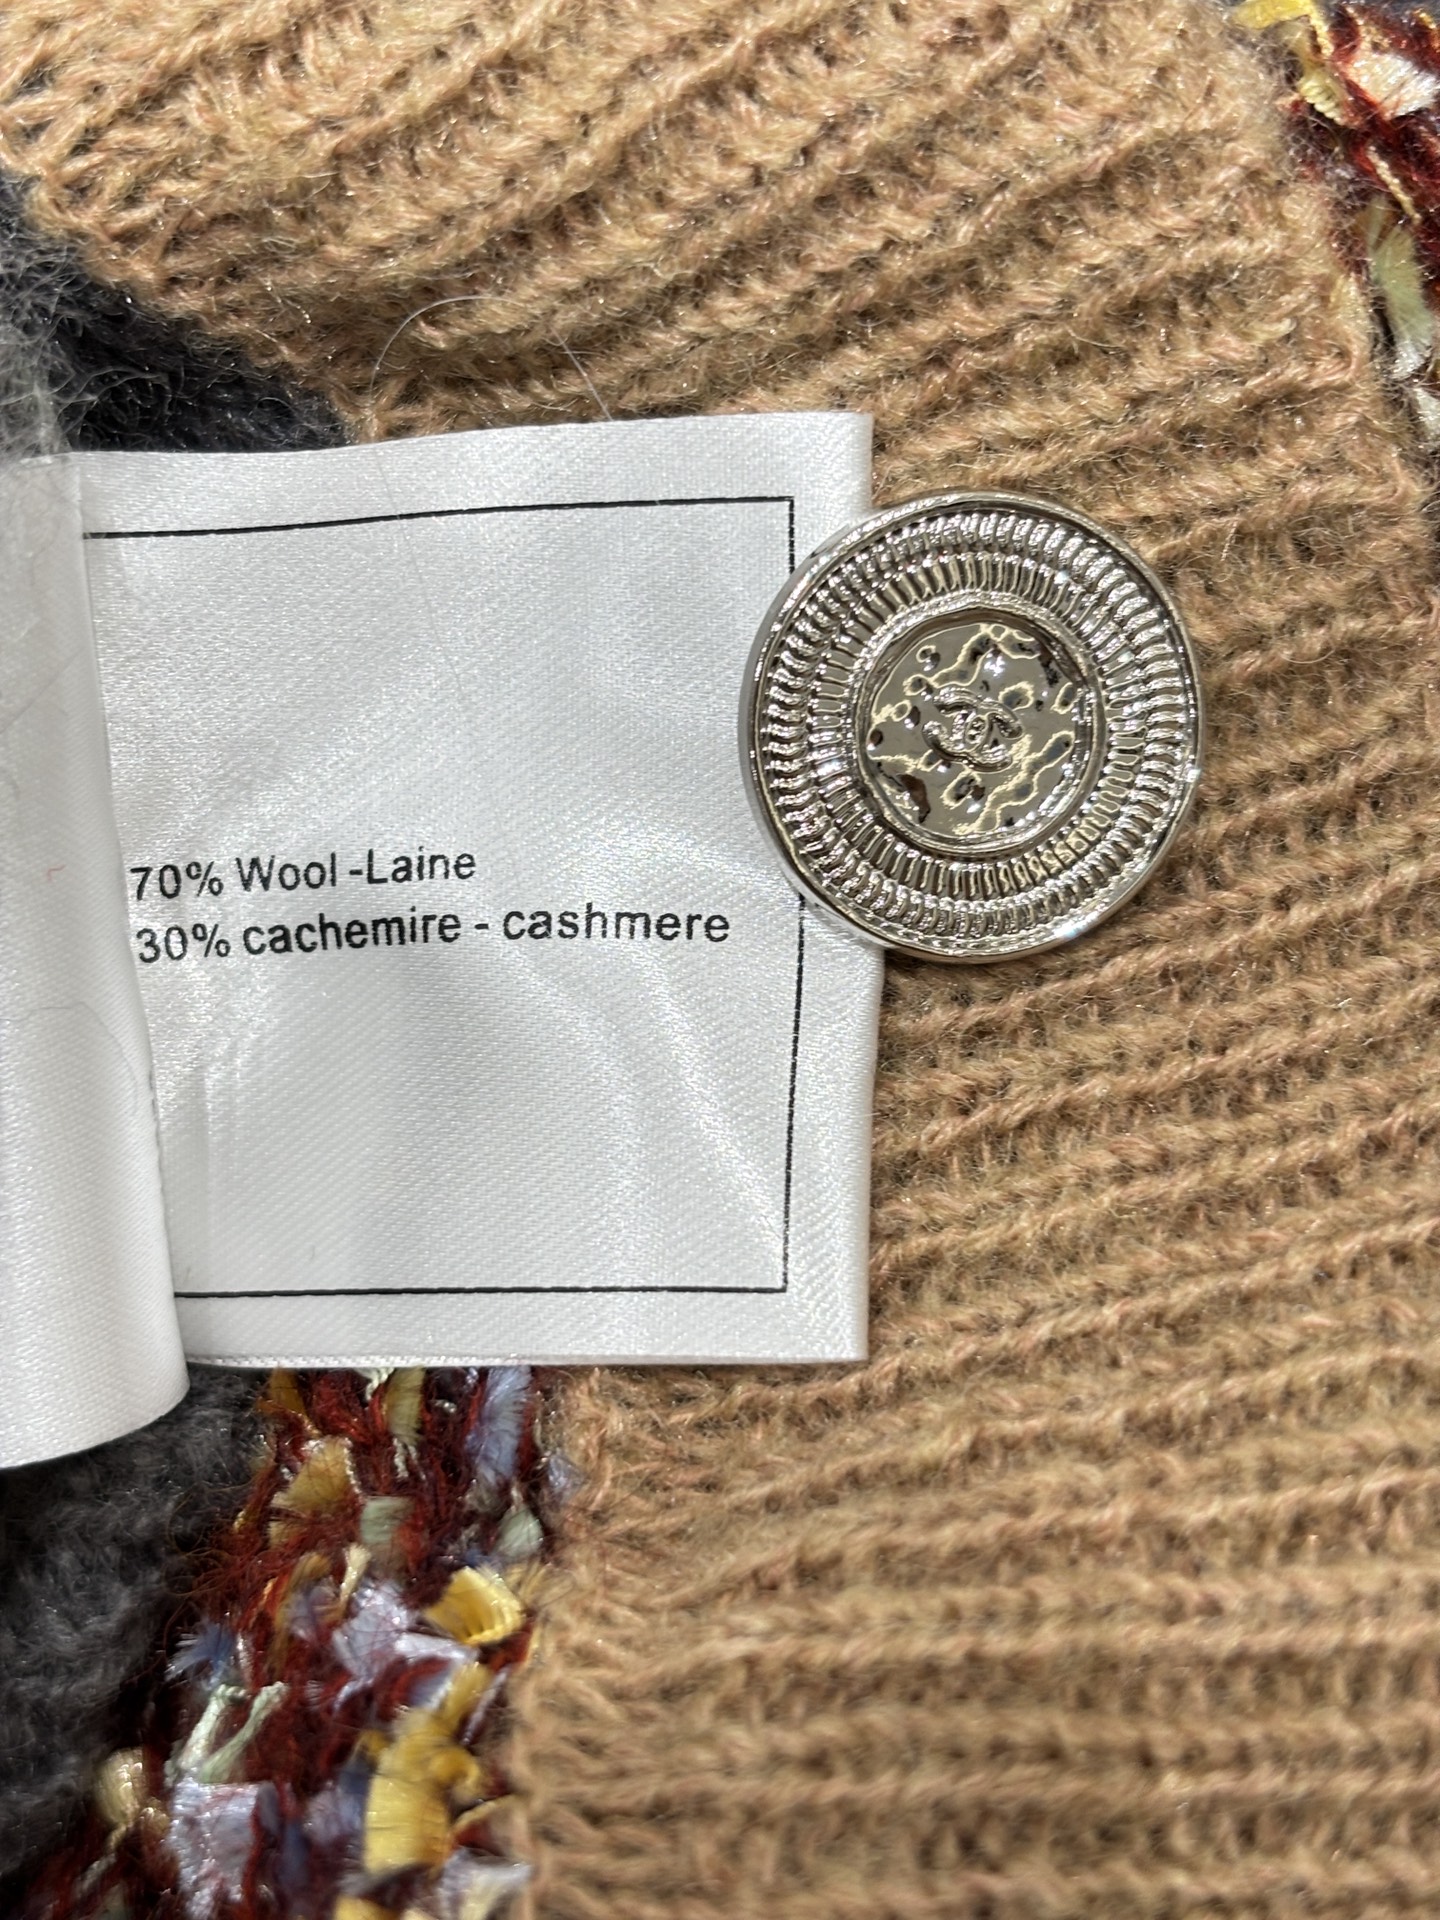 70% Wool -Laine
30% cachemire - cashmere